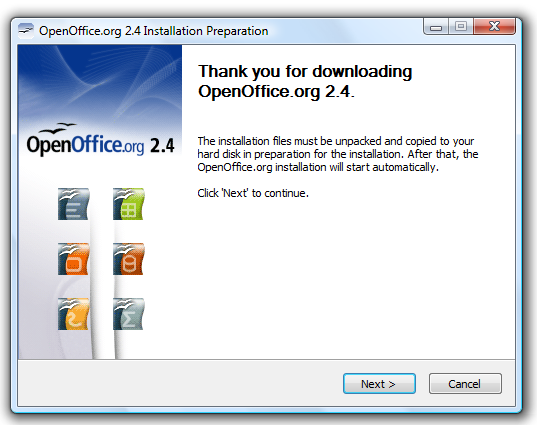 OpenOffice.org 2.4 Installation Preparation
Thank you for downloading
OpenOffice.org 2.4.
OpenOffice.org 2.4
The installation files must be unpacked and copied to your
hard disk in preparation for the installation. After that, the
OpenOffice.org installation will start automatically.
Click 'Next' to continue.
Next >
Cancel